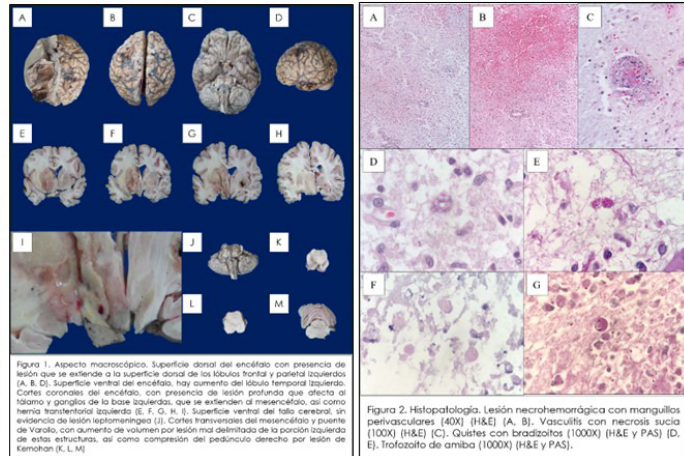 A
B
C
D
E
F
G
H
I
J
K
L
M
Figura 1. Aspecto macroscópico. Superficie dorsal del encéfalo con presencia de
lesión que se extiende a la superficie dorsal de los lóbulos frontal y parietal izquierdos
(A, B, D). Superficie ventral del encéfalo, hay aumento del lóbulo temporal izquierdo.
Cortes coronales del encéfalo, con presencia de lesión profunda que afecta al
tálamo y ganglios de la base izquierdas, que se extienden al mesencéfalo, así como
hernia transtentorial izquierda (E, F, G, H, I). Superficie ventral del tallo cerebral, sin
evidencia de lesión leptomeníngea (J). Cortes transversales del mesencéfalo y puente
de Varolio, con aumento de volumen por lesión mal delimitada de la porción izquierda
de estas estructuras, así como compresión del pedúnculo derecho por lesión de
Kernohan (K, L, M)
A
B
C
D
E
F
G
Figura 2. Histopatología. Lesión necrohemorrágica con manguitos
perivasculares (40X) (H&E) (A, B). Vasculitis con necrosis sucia
(100X) (H&E) (C). Quistes con bradizoitos (1000X) (H&E y PAS) (D,
E). Trofozoito de amiba (1000X) (H&E y PAS).